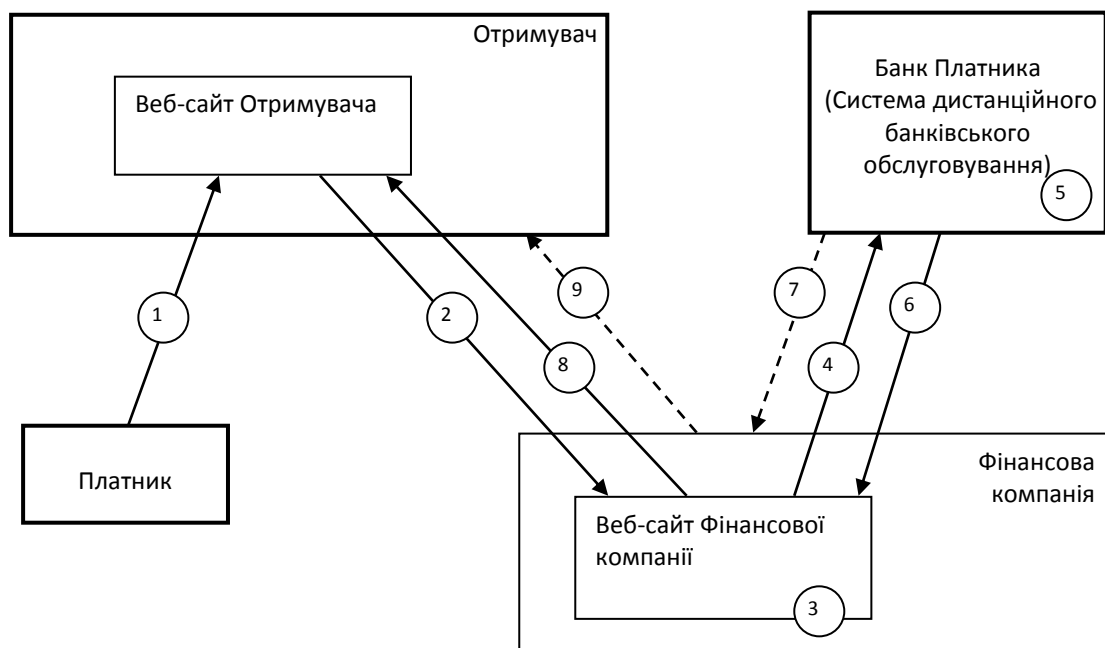 Отримувач
Веб-сайт Отримувача
Банк Платника
(Система дистанційного
банківського
обслуговування)
5
1
2
9
7
6
8
4
Платник
Фінансова
компанія
Веб-сайт Фінансової
компанії
3